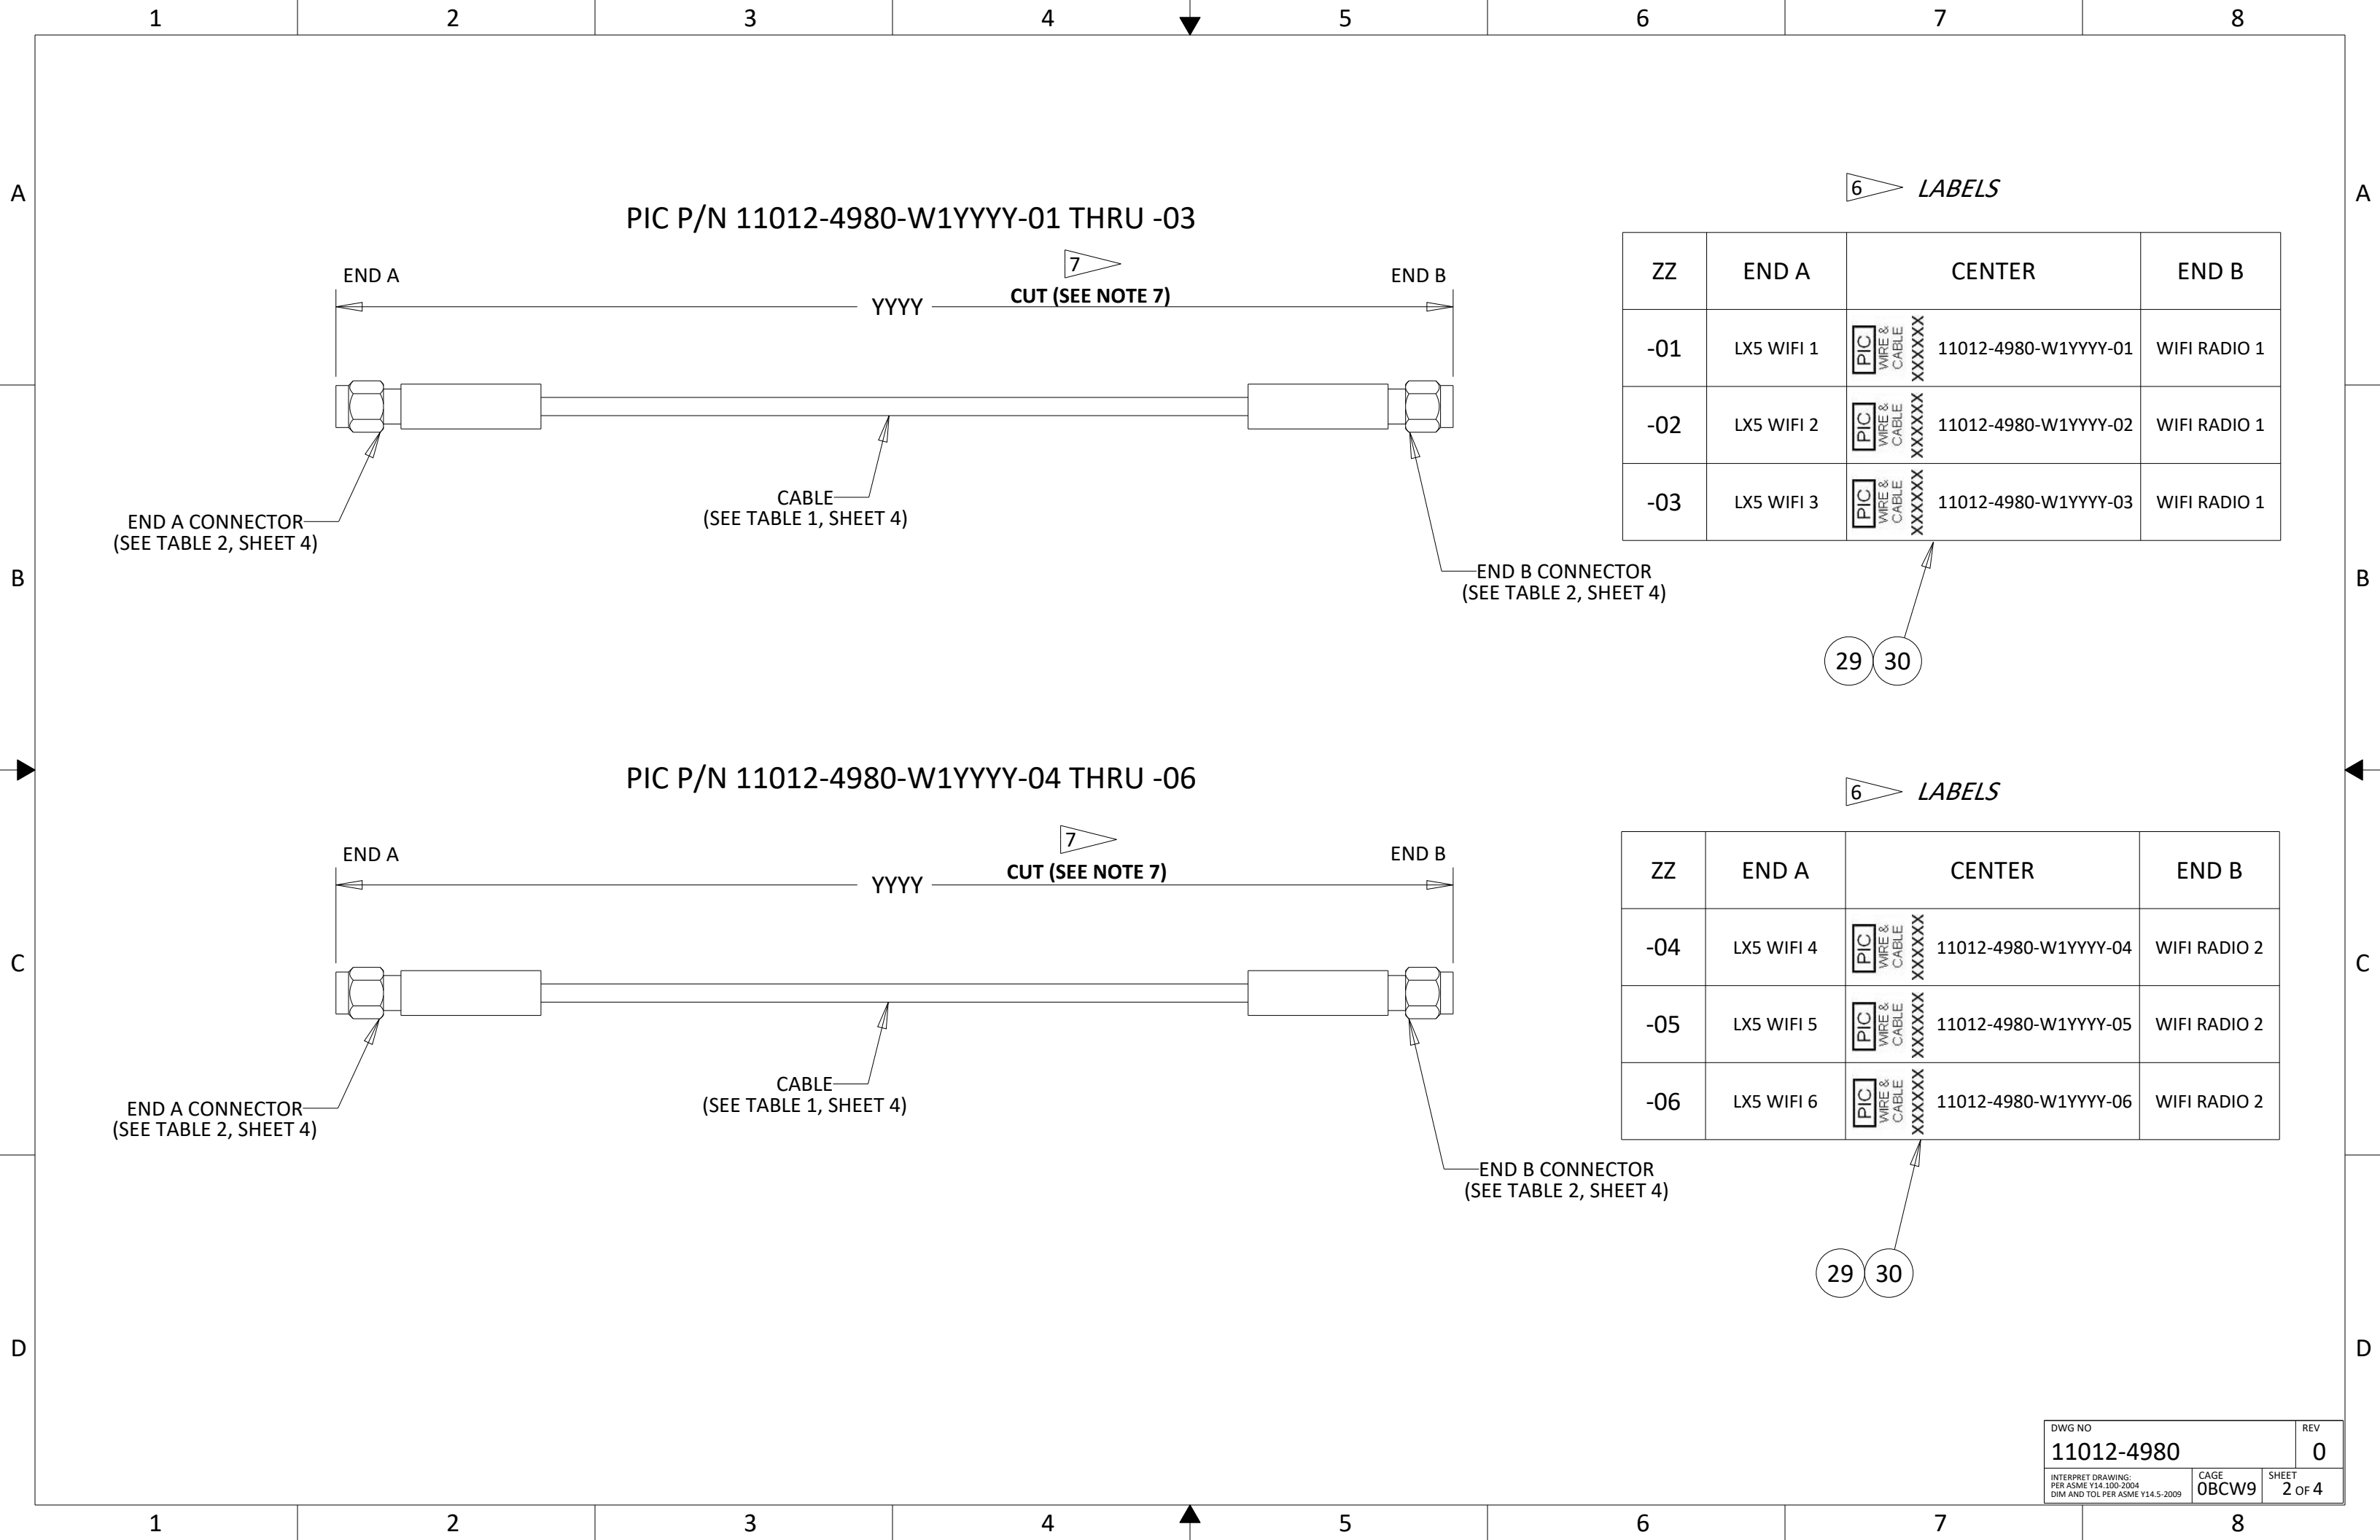 1 2 3 4 5 6 7 8
A A
6 LABELS
PIC P/N 11012-4980-W1YYYY-01 THRU -03
7
END A
CUT (SEE NOTE 7)
END B
YYYY
END A CONNECTOR
(SEE TABLE 2, SHEET 4)
CABLE
(SEE TABLE 1, SHEET 4)
END B CONNECTOR
(SEE TABLE 2, SHEET 4)
ZZ END A CENTER END B
-01 LX5 WIFI 1 PIC WIRE & CABLE XXXXXX 11012-4980-W1YYYY-01 WIFI RADIO 1
-02 LX5 WIFI 2 PIC WIRE & CABLE XXXXXX 11012-4980-W1YYYY-02 WIFI RADIO 1
-03 LX5 WIFI 3 PIC WIRE & CABLE XXXXXX 11012-4980-W1YYYY-03 WIFI RADIO 1
B B
29 30
PIC P/N 11012-4980-W1YYYY-04 THRU -06
6 LABELS
7
END A
CUT (SEE NOTE 7)
END B
YYYY
END A CONNECTOR
(SEE TABLE 2, SHEET 4)
CABLE
(SEE TABLE 1, SHEET 4)
END B CONNECTOR
(SEE TABLE 2, SHEET 4)
ZZ END A CENTER END B
-04 LX5 WIFI 4 PIC WIRE & CABLE XXXXXX 11012-4980-W1YYYY-04 WIFI RADIO 2
-05 LX5 WIFI 5 PIC WIRE & CABLE XXXXXX 11012-4980-W1YYYY-05 WIFI RADIO 2
-06 LX5 WIFI 6 PIC WIRE & CABLE XXXXXX 11012-4980-W1YYYY-06 WIFI RADIO 2
C C
29 30
D D
DWG NO
11012-4980
REV
0
INTERPRET DRAWING:
PER ASME Y14.100-2004
DIM AND TOL PER ASME Y14.5-2009
CAGE
0BCW9
SHEET
2 OF 4
1 2 3 4 5 6 7 8